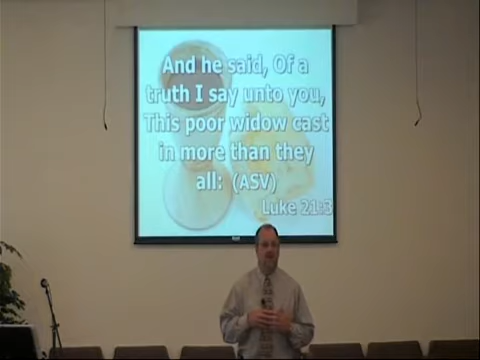 And he said, Of a
truth I say unto you,
This poor widow cast
in more than they
all: (ASV)
Luke 21:3